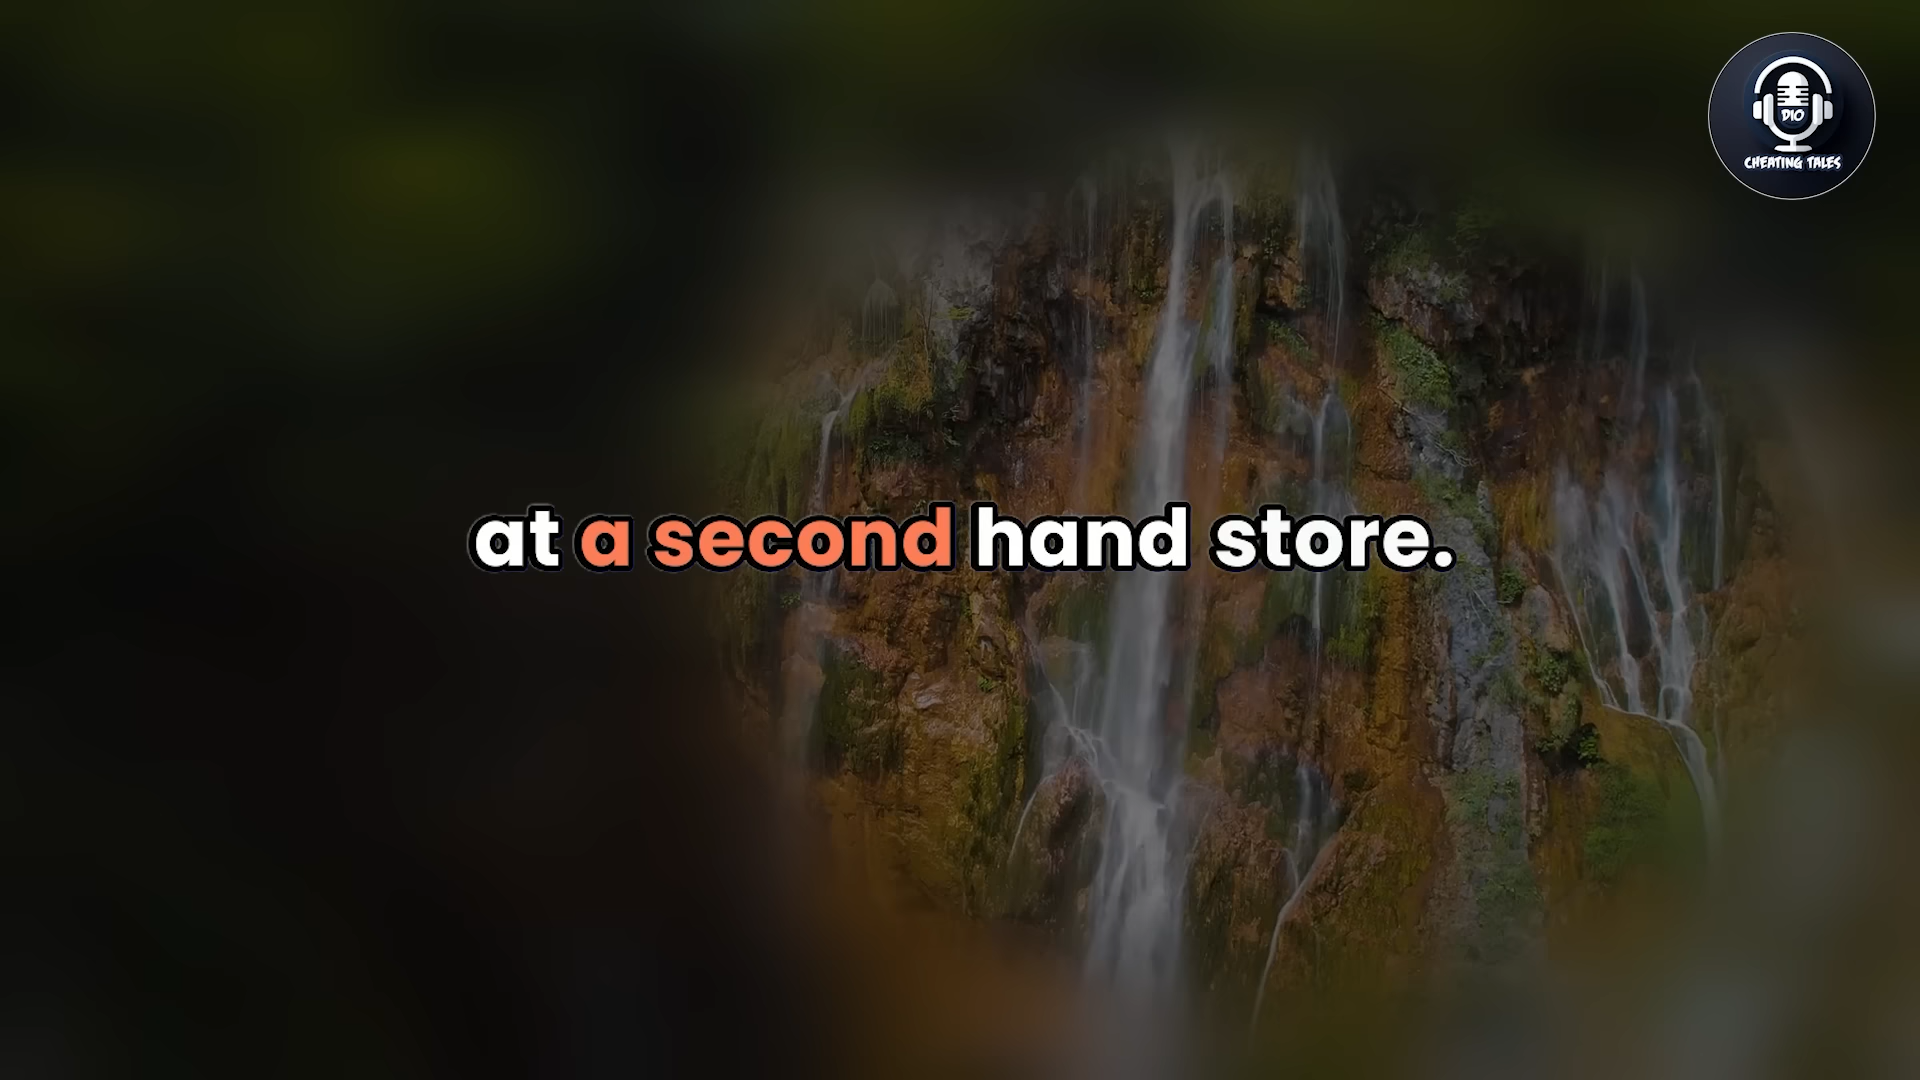 DIO
CHEATING TALES
at a second hand store.